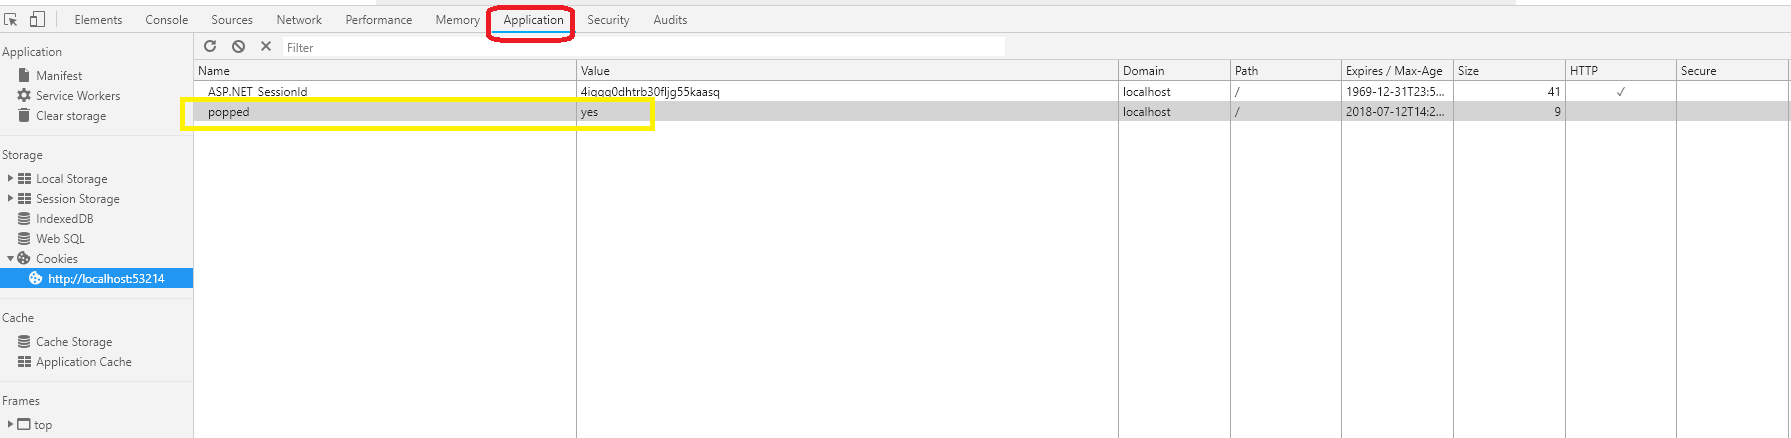 Elements Console Sources Network Performance Memory Application Security Audits
Application
Manifest
Service Workers
Clear storage
Storage
Local Storage
Session Storage
IndexedDB
Web SQL
Cookies
http://localhost:53214
Cache
Cache Storage
Application Cache
Frames
top
Filter
Name Value Domain Path Expires / Max-Age Size HTTP Secure
ASP.NET_SessionId localhost / 1969-12-31T23:5... 41 ✓
popped yes localhost / 2018-07-12T14:2... 9